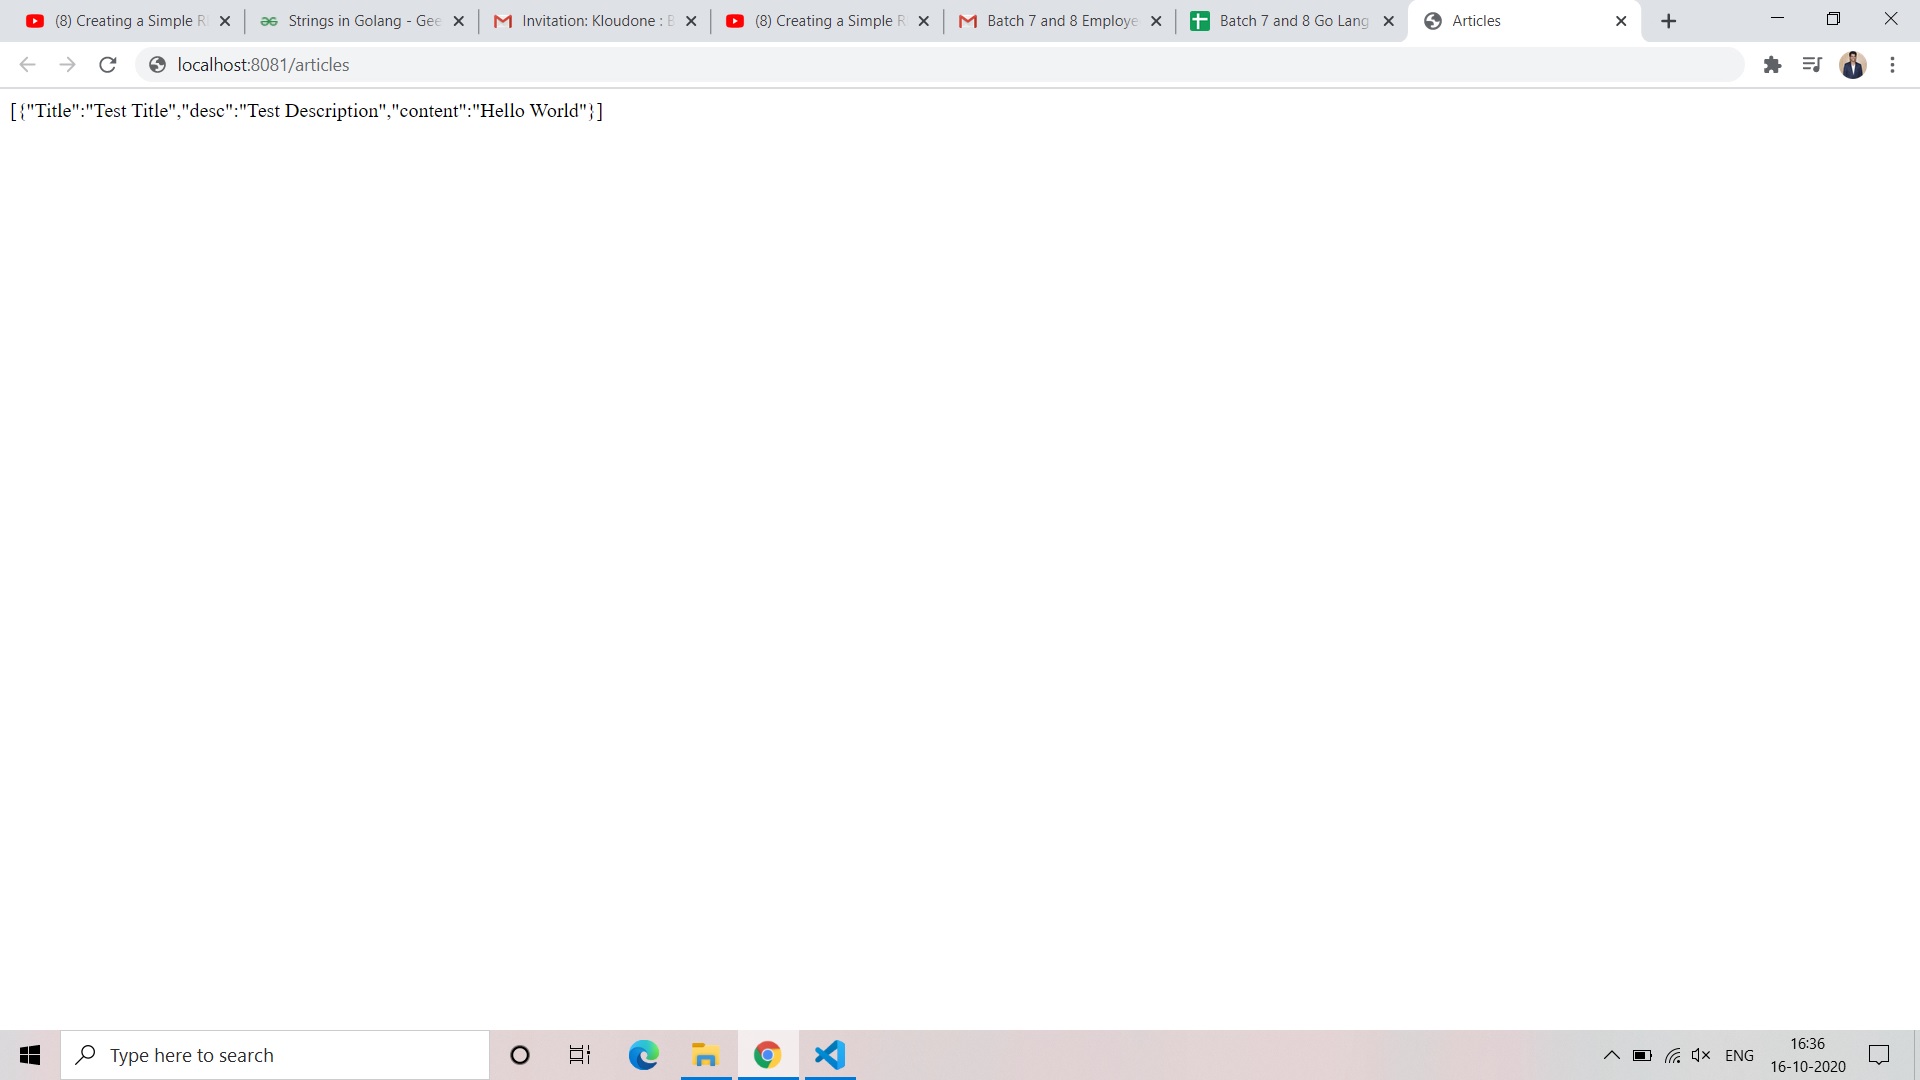 (8) Creating a Simple R
Strings in Golang - Gee
Invitation: Kloudone : B
(8) Creating a Simple R
Batch 7 and 8 Employe
Batch 7 and 8 Go Lang
Articles
localhost:8081/articles
[{"Title":"Test Title","desc":"Test Description","content":"Hello World"}]
Type here to search
ENG
16:36
16-10-2020